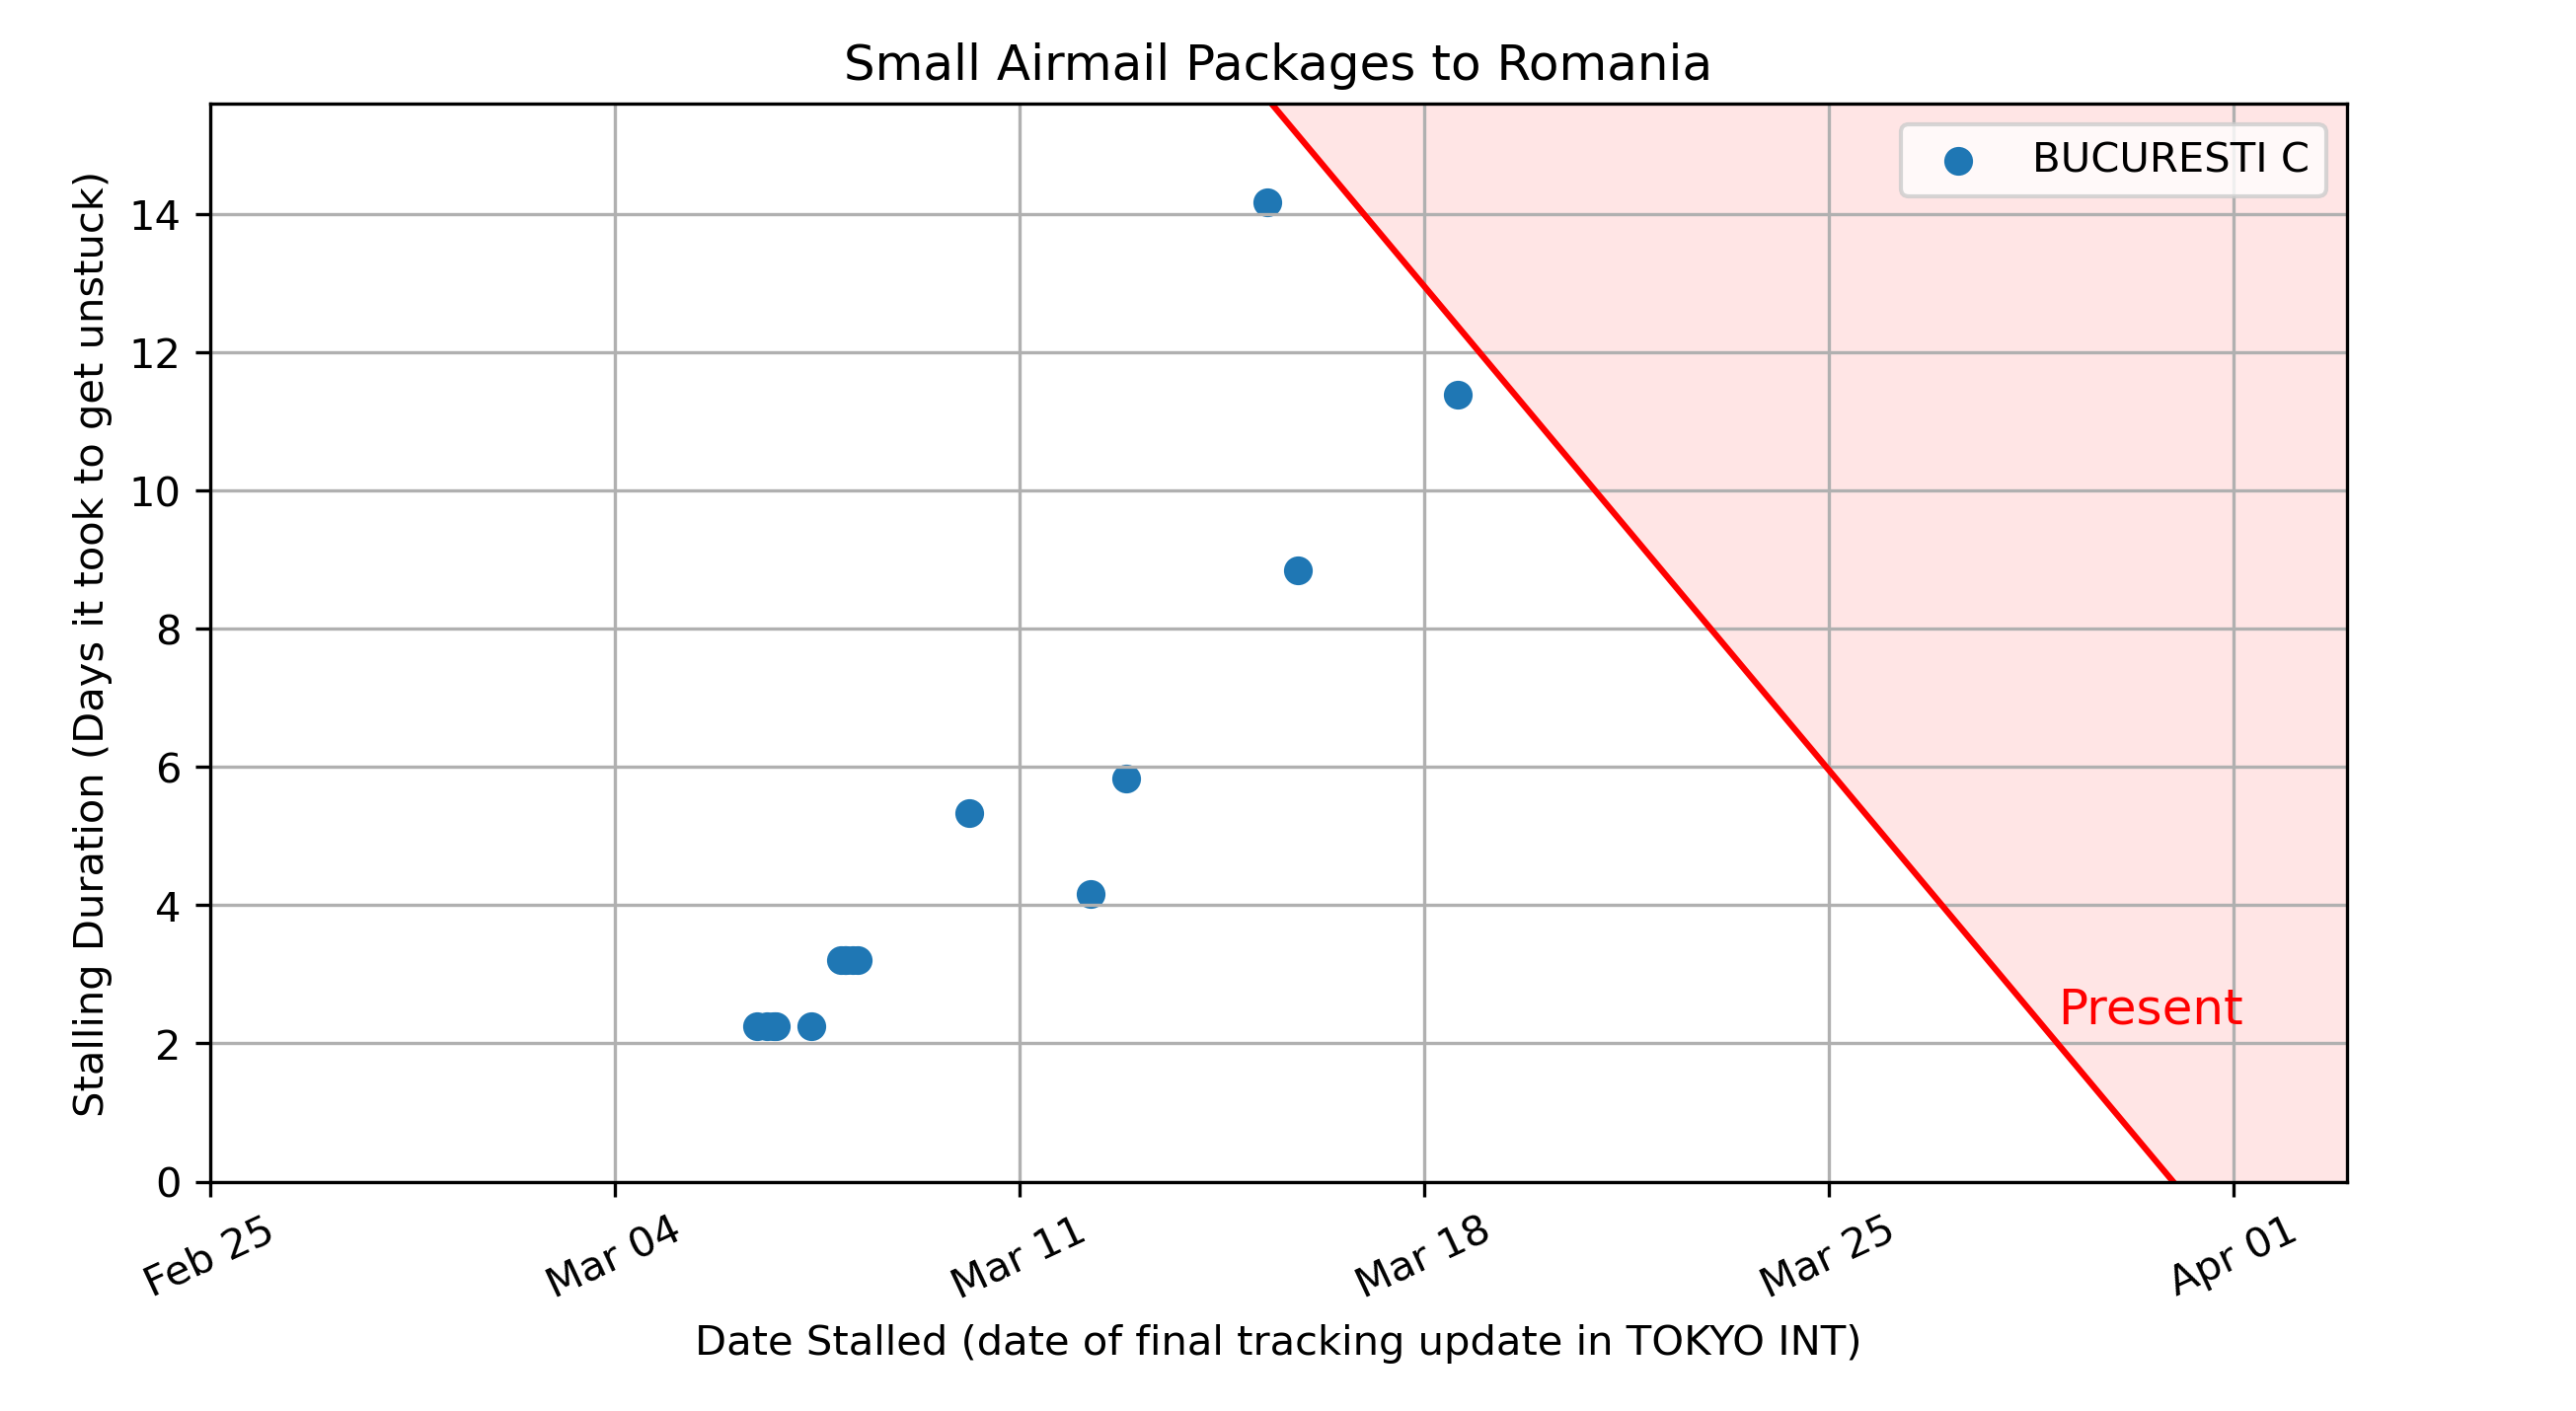 Small Airmail Packages to Romania
BUCURESTI C
Stalling Duration (Days it took to get unstuck)
14
12
10
8
6
4
2
0
Present
Feb 25
Mar 04
Mar 11
Mar 18
Mar 25
Apr 01
Date Stalled (date of final tracking update in TOKYO INT)